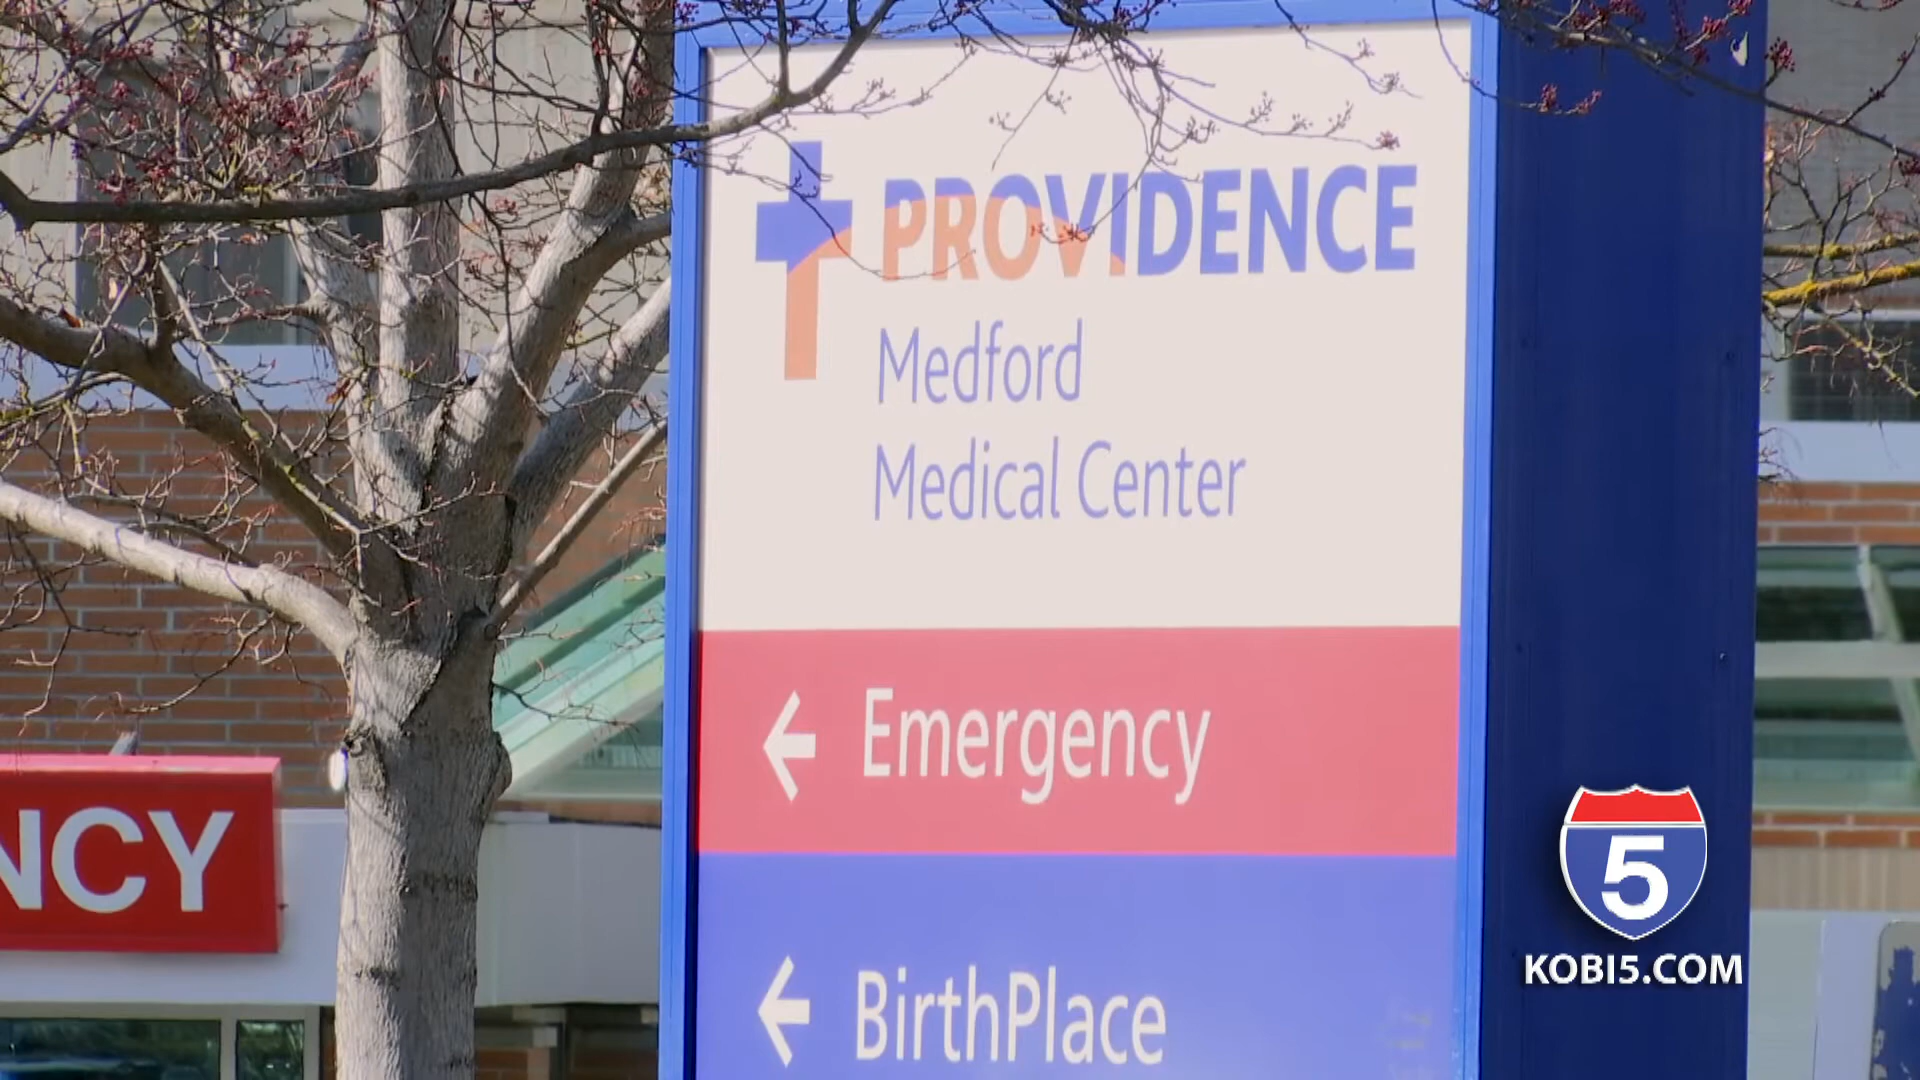 PROVIDENCE
Medford
Medical Center
Emergency
NCY
BirthPlace
5
KOBI5.COM